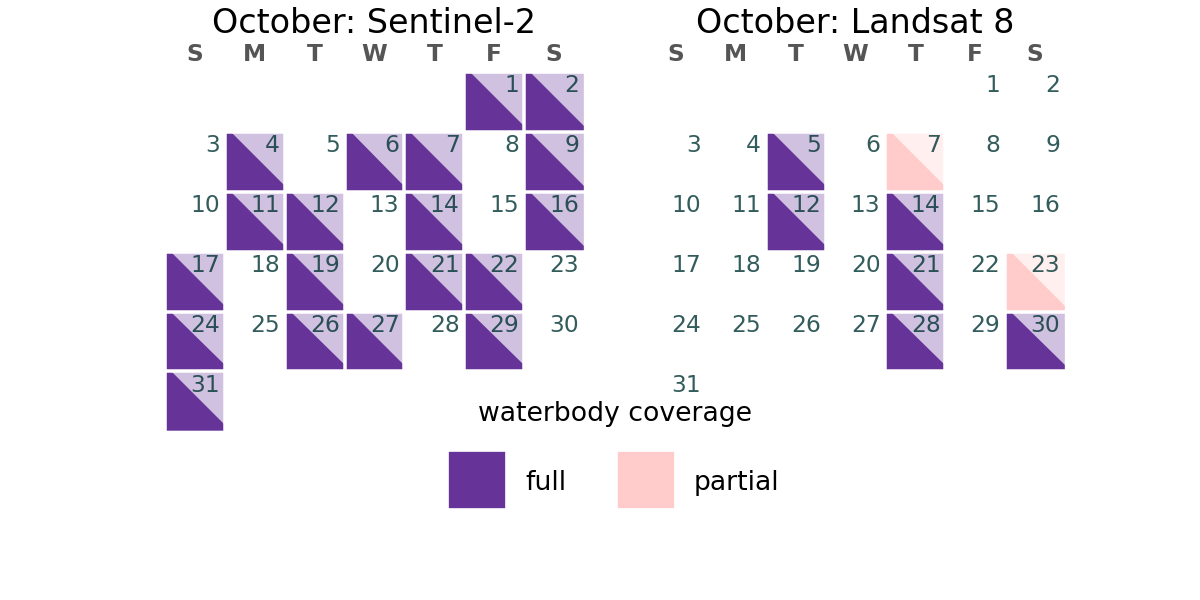 October: Sentinel-2
S M T W T F S
1 2
3 4 5 6 7 8 9
10 11 12 13 14 15 16
17 18 19 20 21 22 23
24 25 26 27 28 29 30
31
October: Landsat 8
S M T W T F S
1 2
3 4 5 6 7 8 9
10 11 12 13 14 15 16
17 18 19 20 21 22 23
24 25 26 27 28 29 30
31
waterbody coverage
full partial